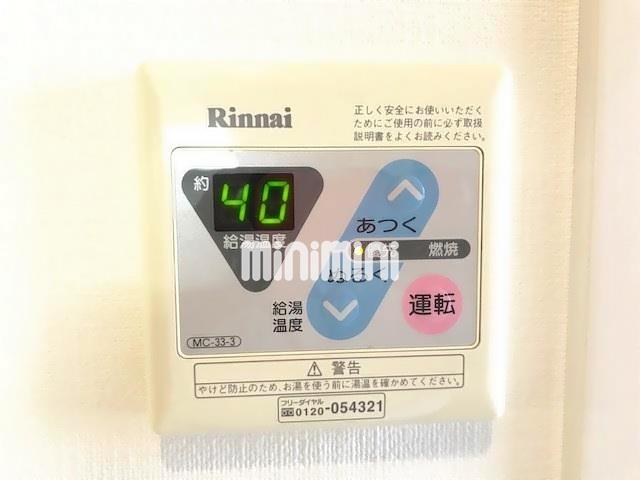 Rinnai
正しく安全にお使いいただく
ためにご使用の前に必ず取扱
説明書をよくお読みください。
約
40
給湯温度
あつく
優先
燃焼
minimini
ぬるく
給湯
温度
運転
MC-33-3
⚠ 警告
やけど防止のため、お湯を使う前に湯温を確かめてください。
フリーダイヤル
0120-054321